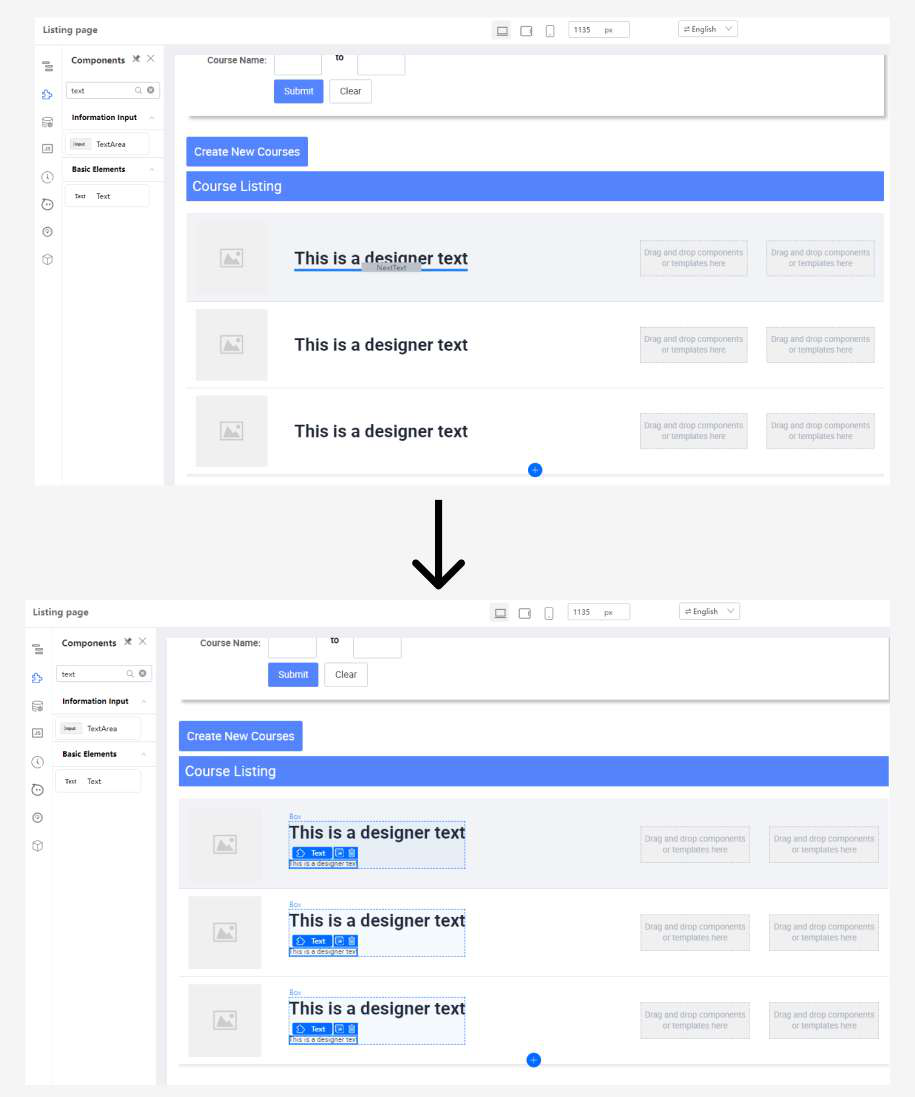 Listing page
1135 px
⇄ English
Components
Course Name:
to
text
Submit
Clear
Information Input
Input TextArea
Create New Courses
Basic Elements
Course Listing
Text Text
This is a designer text
NextText
Drag and drop components
or templates here
Drag and drop components
or templates here
This is a designer text
Drag and drop components
or templates here
Drag and drop components
or templates here
This is a designer text
Drag and drop components
or templates here
Drag and drop components
or templates here
JS
Listing page
1135 px
⇄ English
Components
Course Name:
to
text
Submit
Clear
Information Input
Input TextArea
Create New Courses
Basic Elements
Course Listing
Text Text
Box
This is a designer text
Text
This is a designer text
Drag and drop components
or templates here
Drag and drop components
or templates here
Box
This is a designer text
Text
This is a designer text
Drag and drop components
or templates here
Drag and drop components
or templates here
Box
This is a designer text
Text
This is a designer text
Drag and drop components
or templates here
Drag and drop components
or templates here
JS